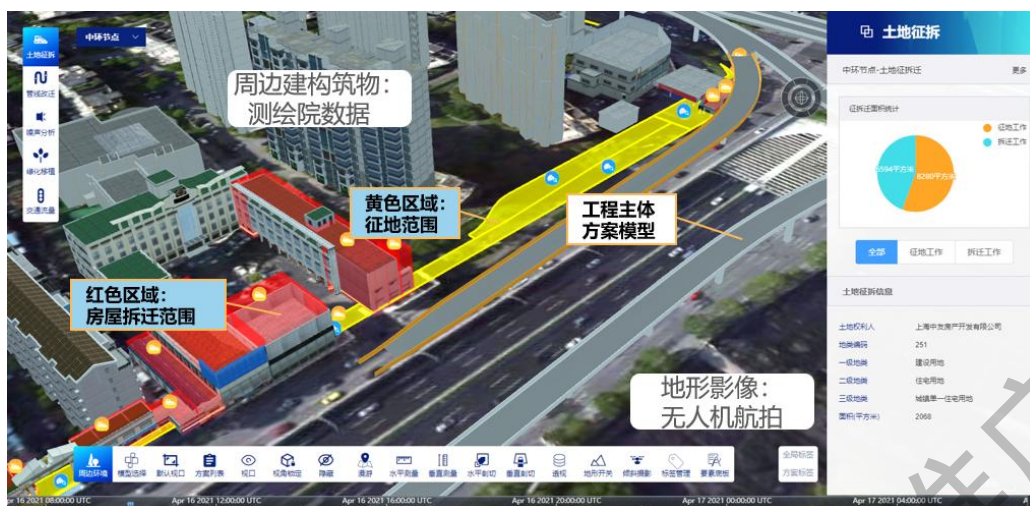 土地征拆
管线改迁
噪声分析
绿化移植
交通流量
中环节点
周边建构筑物：
测绘院数据
黄色区域：
征地范围
工程主体
方案模型
红色区域：
房屋拆迁范围
地形影像：
无人机航拍
土地征拆
中环节点-土地征拆迁
更多
征拆迁面积统计
征地工作
拆迁工作
6594平方米
8280平方米
全部
征地工作
拆迁工作
土地征拆信息
土地权利人 上海中友房产开发有限公司
地类编码 251
一级地类 建设用地
二级地类 住宅用地
三级地类 城镇单一住宅用地
面积(平方米) 2068
周边环境
模型选择
默认视口
方案列表
视口
视角锁定
隐藏
漫游
水平测量
垂直测量
水平剖切
垂直剖切
透视
地形开关
倾斜摄影
标签管理
要素面板
全局标签
方案标签
Apr 16 2021 08:00:00 UTC
Apr 16 2021 12:00:00 UTC
Apr 16 2021 16:00:00 UTC
Apr 16 2021 20:00:00 UTC
Apr 17 2021 00:00:00 UTC
Apr 17 2021 04:00:00 UTC